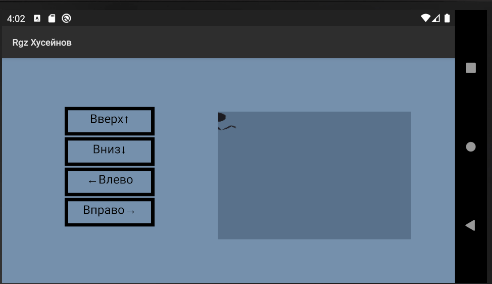 4:02
Rgz Хусейнов
Вверх↑
Вниз↓
←Влево
Вправо→